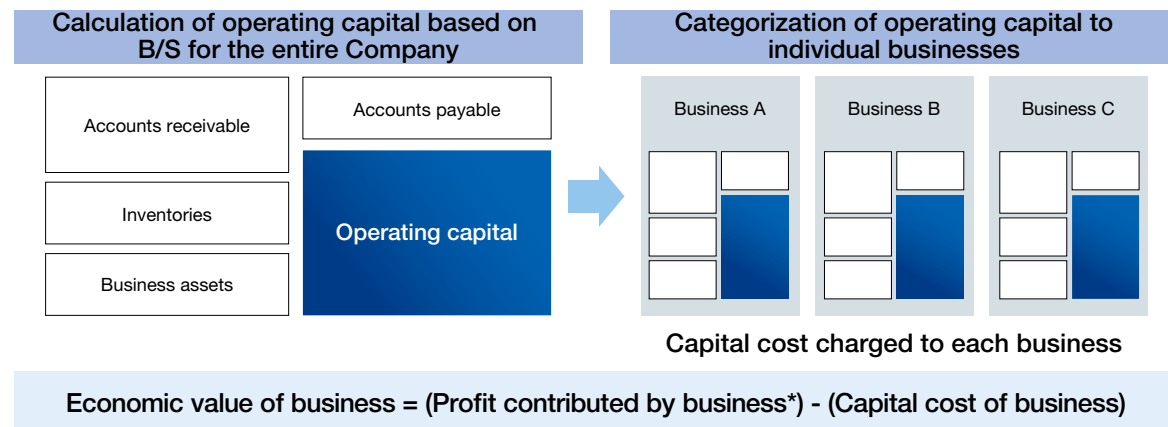 Calculation of operating capital based on
B/S for the entire Company
Accounts receivable
Inventories
Business assets
Accounts payable
Operating capital
Categorization of operating capital to
individual businesses
Business A
Business B
Business C
Capital cost charged to each business
Economic value of business = (Profit contributed by business*) - (Capital cost of business)